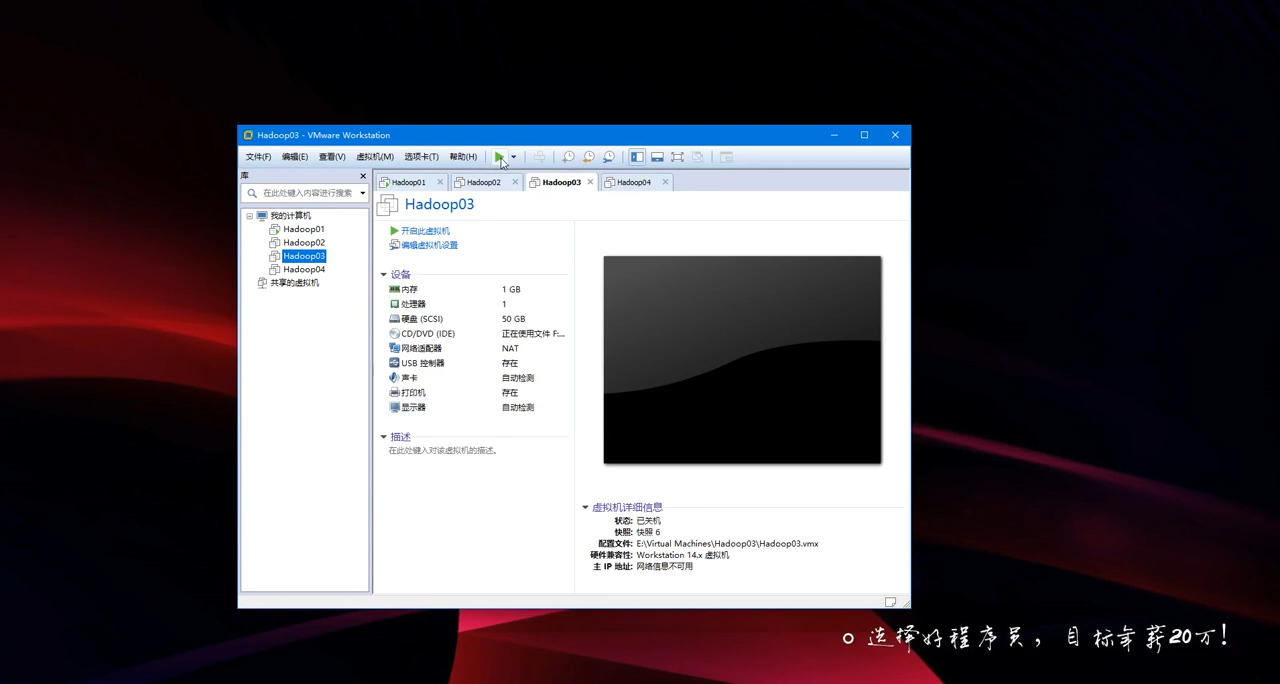 Hadoop03 - VMware Workstation
文件(F) 编辑(E) 查看(V) 虚拟机(M) 选项卡(T) 帮助(H)
库
在此处键入内容进行搜索
我的计算机
Hadoop01
Hadoop02
Hadoop03
Hadoop04
共享的虚拟机
Hadoop01 Hadoop02 Hadoop03 Hadoop04
Hadoop03
开启此虚拟机
编辑虚拟机设置
设备
内存 1 GB
处理器 1
硬盘 (SCSI) 50 GB
CD/DVD (IDE) 正在使用文件 F:...
网络适配器 NAT
USB 控制器 存在
声卡 自动检测
打印机 存在
显示器 自动检测
描述
在此处键入对该虚拟机的描述。
虚拟机详细信息
状态: 已关机
快照: 快照 6
配置文件: E:\Virtual Machines\Hadoop03\Hadoop03.vmx
硬件兼容性: Workstation 14.x 虚拟机
主 IP 地址: 网络信息不可用
选择好程序员，目标年薪20万！